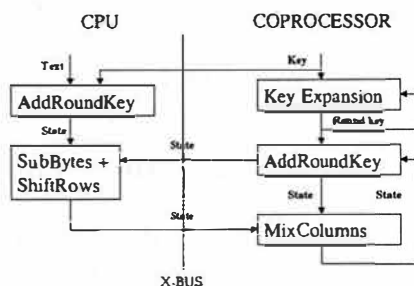 CPU
COPROCESSOR
Text
Key
AddRoundKey
Key Expansion
State
Round key
SubBytes +
ShiftRows
State
AddRoundKey
State
State
State
MixColumns
X-BUS